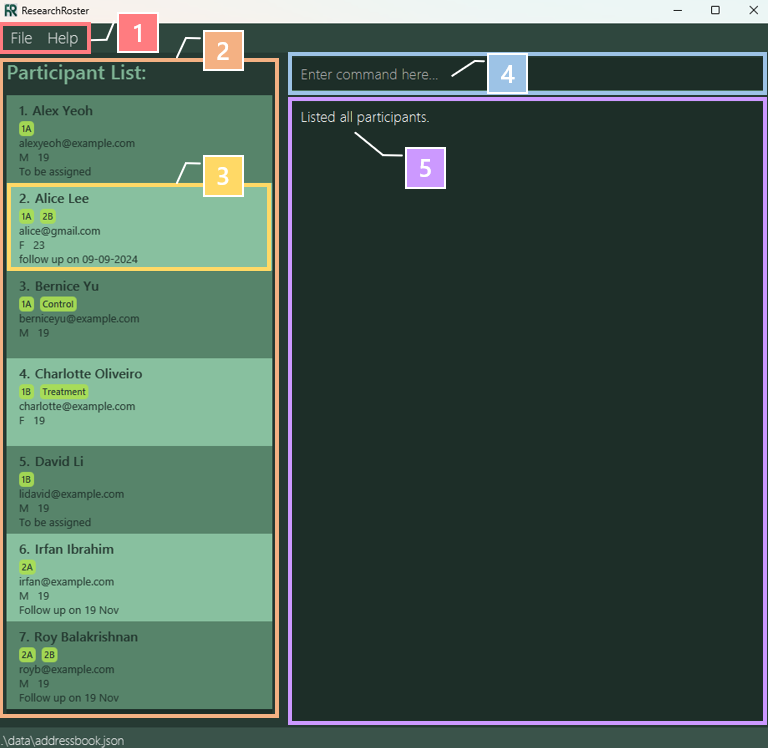 ResearchRoster
File Help
1
2
Participant List:
1. Alex Yeoh
1A
alexyeoh@example.com
M 19
To be assigned
3
2. Alice Lee
1A 2B
alice@gmail.com
F 23
follow up on 09-09-2024
3. Bernice Yu
1A Control
berniceyu@example.com
M 19
4. Charlotte Oliveiro
1B Treatment
charlotte@example.com
F 19
5. David Li
1B
lidavid@example.com
M 19
To be assigned
6. Irfan Ibrahim
2A
irfan@example.com
M 19
Follow up on 19 Nov
7. Roy Balakrishnan
2A 2B
royb@example.com
M 19
Follow up on 19 Nov
Enter command here...
4
Listed all participants.
5
.\data\addressbook.json